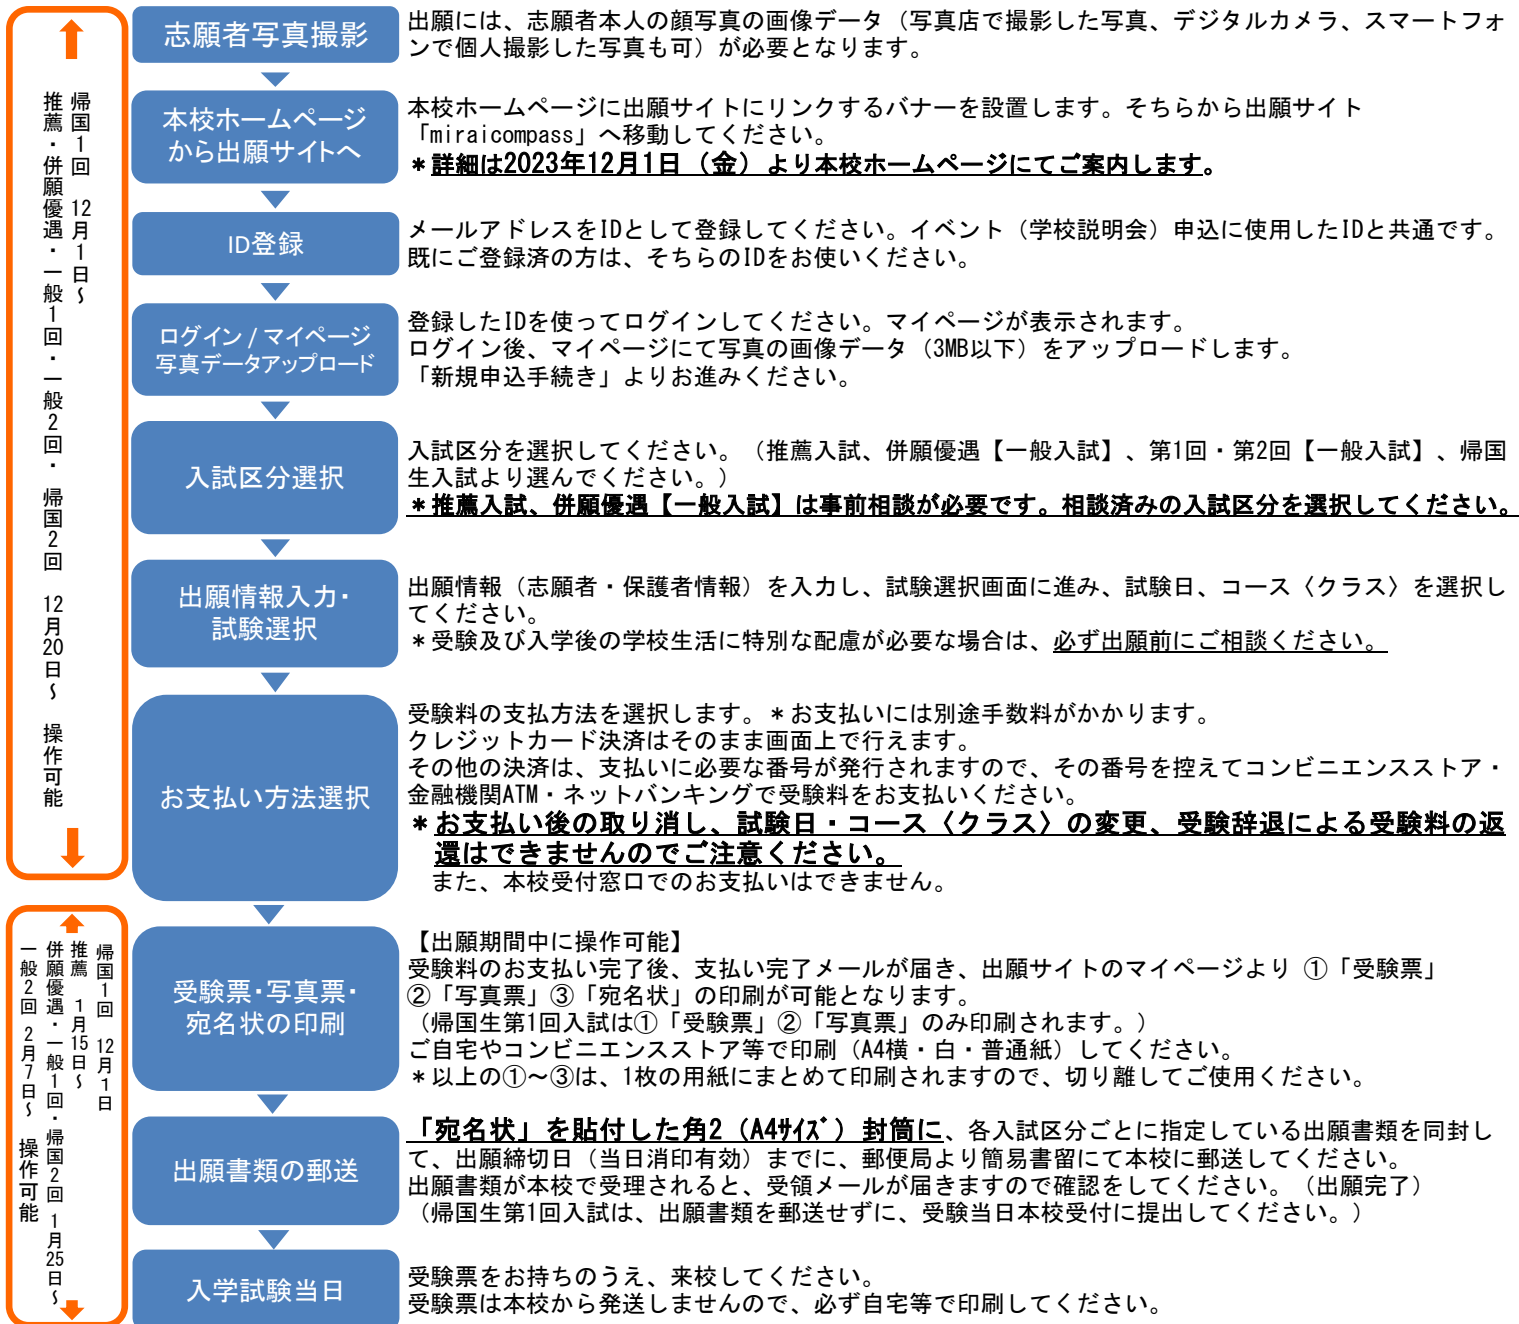 帰国1回　12月1日〜
推薦・併願優遇・一般1回・一般2回・帰国2回　12月20日〜　操作可能
志願者写真撮影
出願には、志願者本人の顔写真の画像データ（写真店で撮影した写真、デジタルカメラ、スマートフォ
ンで個人撮影した写真も可）が必要となります。
本校ホームページ
から出願サイトへ
本校ホームページに出願サイトにリンクするバナーを設置します。そちらから出願サイト
「miraicompass」へ移動してください。
＊詳細は2023年12月1日（金）より本校ホームページにてご案内します。
ID登録
メールアドレスをIDとして登録してください。イベント（学校説明会）申込に使用したIDと共通です。
既にご登録済の方は、そちらのIDをお使いください。
ログイン / マイページ
写真データアップロード
登録したIDを使ってログインしてください。マイページが表示されます。
ログイン後、マイページにて写真の画像データ（3MB以下）をアップロードします。
「新規申込手続き」よりお進みください。
入試区分選択
入試区分を選択してください。（推薦入試、併願優遇【一般入試】、第1回・第2回【一般入試】、帰国
生入試より選んでください。）
＊推薦入試、併願優遇【一般入試】は事前相談が必要です。相談済みの入試区分を選択してください。
出願情報入力・
試験選択
出願情報（志願者・保護者情報）を入力し、試験選択画面に進み、試験日、コース〈クラス〉を選択し
てください。
＊受験及び入学後の学校生活に特別な配慮が必要な場合は、必ず出願前にご相談ください。
お支払い方法選択
受験料の支払方法を選択します。＊お支払いには別途手数料がかかります。
クレジットカード決済はそのまま画面上で行えます。
その他の決済は、支払いに必要な番号が発行されますので、その番号を控えてコンビニエンスストア・
金融機関ATM・ネットバンキングで受験料をお支払いください。
＊お支払い後の取り消し、試験日・コース〈クラス〉の変更、受験辞退による受験料の返
還はできませんのでご注意ください。
また、本校受付窓口でのお支払いはできません。
帰国1回　12月1日
推薦　1月15日〜
併願優遇・一般1回・帰国2回　1月25日〜
一般2回　2月7日〜　操作可能
受験票・写真票・
宛名状の印刷
【出願期間中に操作可能】
受験料のお支払い完了後、支払い完了メールが届き、出願サイトのマイページより ①「受験票」
②「写真票」③「宛名状」の印刷が可能となります。
（帰国生第1回入試は①「受験票」②「写真票」のみ印刷されます。）
ご自宅やコンビニエンスストア等で印刷（A4横・白・普通紙）してください。
＊以上の①〜③は、1枚の用紙にまとめて印刷されますので、切り離してご使用ください。
出願書類の郵送
「宛名状」を貼付した角2（A4ｻｲｽﾞ）封筒に、各入試区分ごとに指定している出願書類を同封し
て、出願締切日（当日消印有効）までに、郵便局より簡易書留にて本校に郵送してください。
出願書類が本校で受理されると、受領メールが届きますので確認をしてください。（出願完了）
（帰国生第1回入試は、出願書類を郵送せずに、受験当日本校受付に提出してください。）
入学試験当日
受験票をお持ちのうえ、来校してください。
受験票は本校から発送しませんので、必ず自宅等で印刷してください。